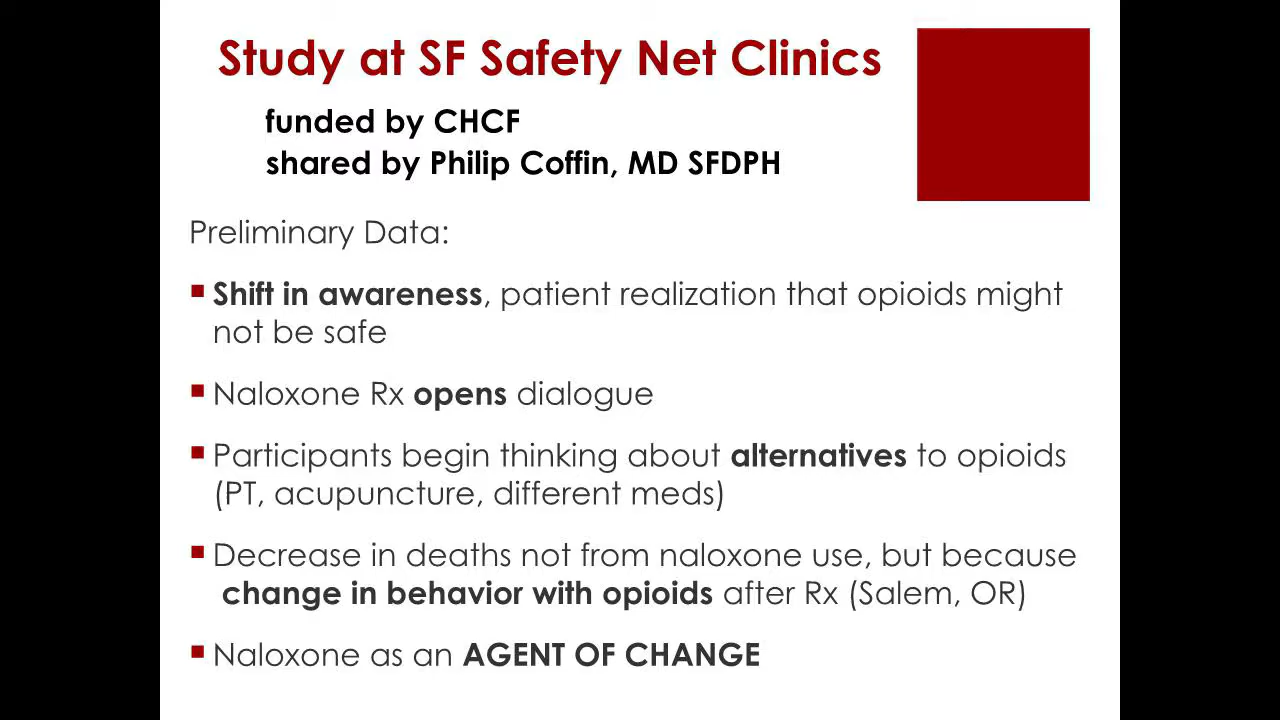 Study at SF Safety Net Clinics
funded by CHCF
shared by Philip Coffin, MD SFDPH
Preliminary Data:
Shift in awareness, patient realization that opioids might
not be safe
Naloxone Rx opens dialogue
Participants begin thinking about alternatives to opioids
(PT, acupuncture, different meds)
Decrease in deaths not from naloxone use, but because
change in behavior with opioids after Rx (Salem, OR)
Naloxone as an AGENT OF CHANGE